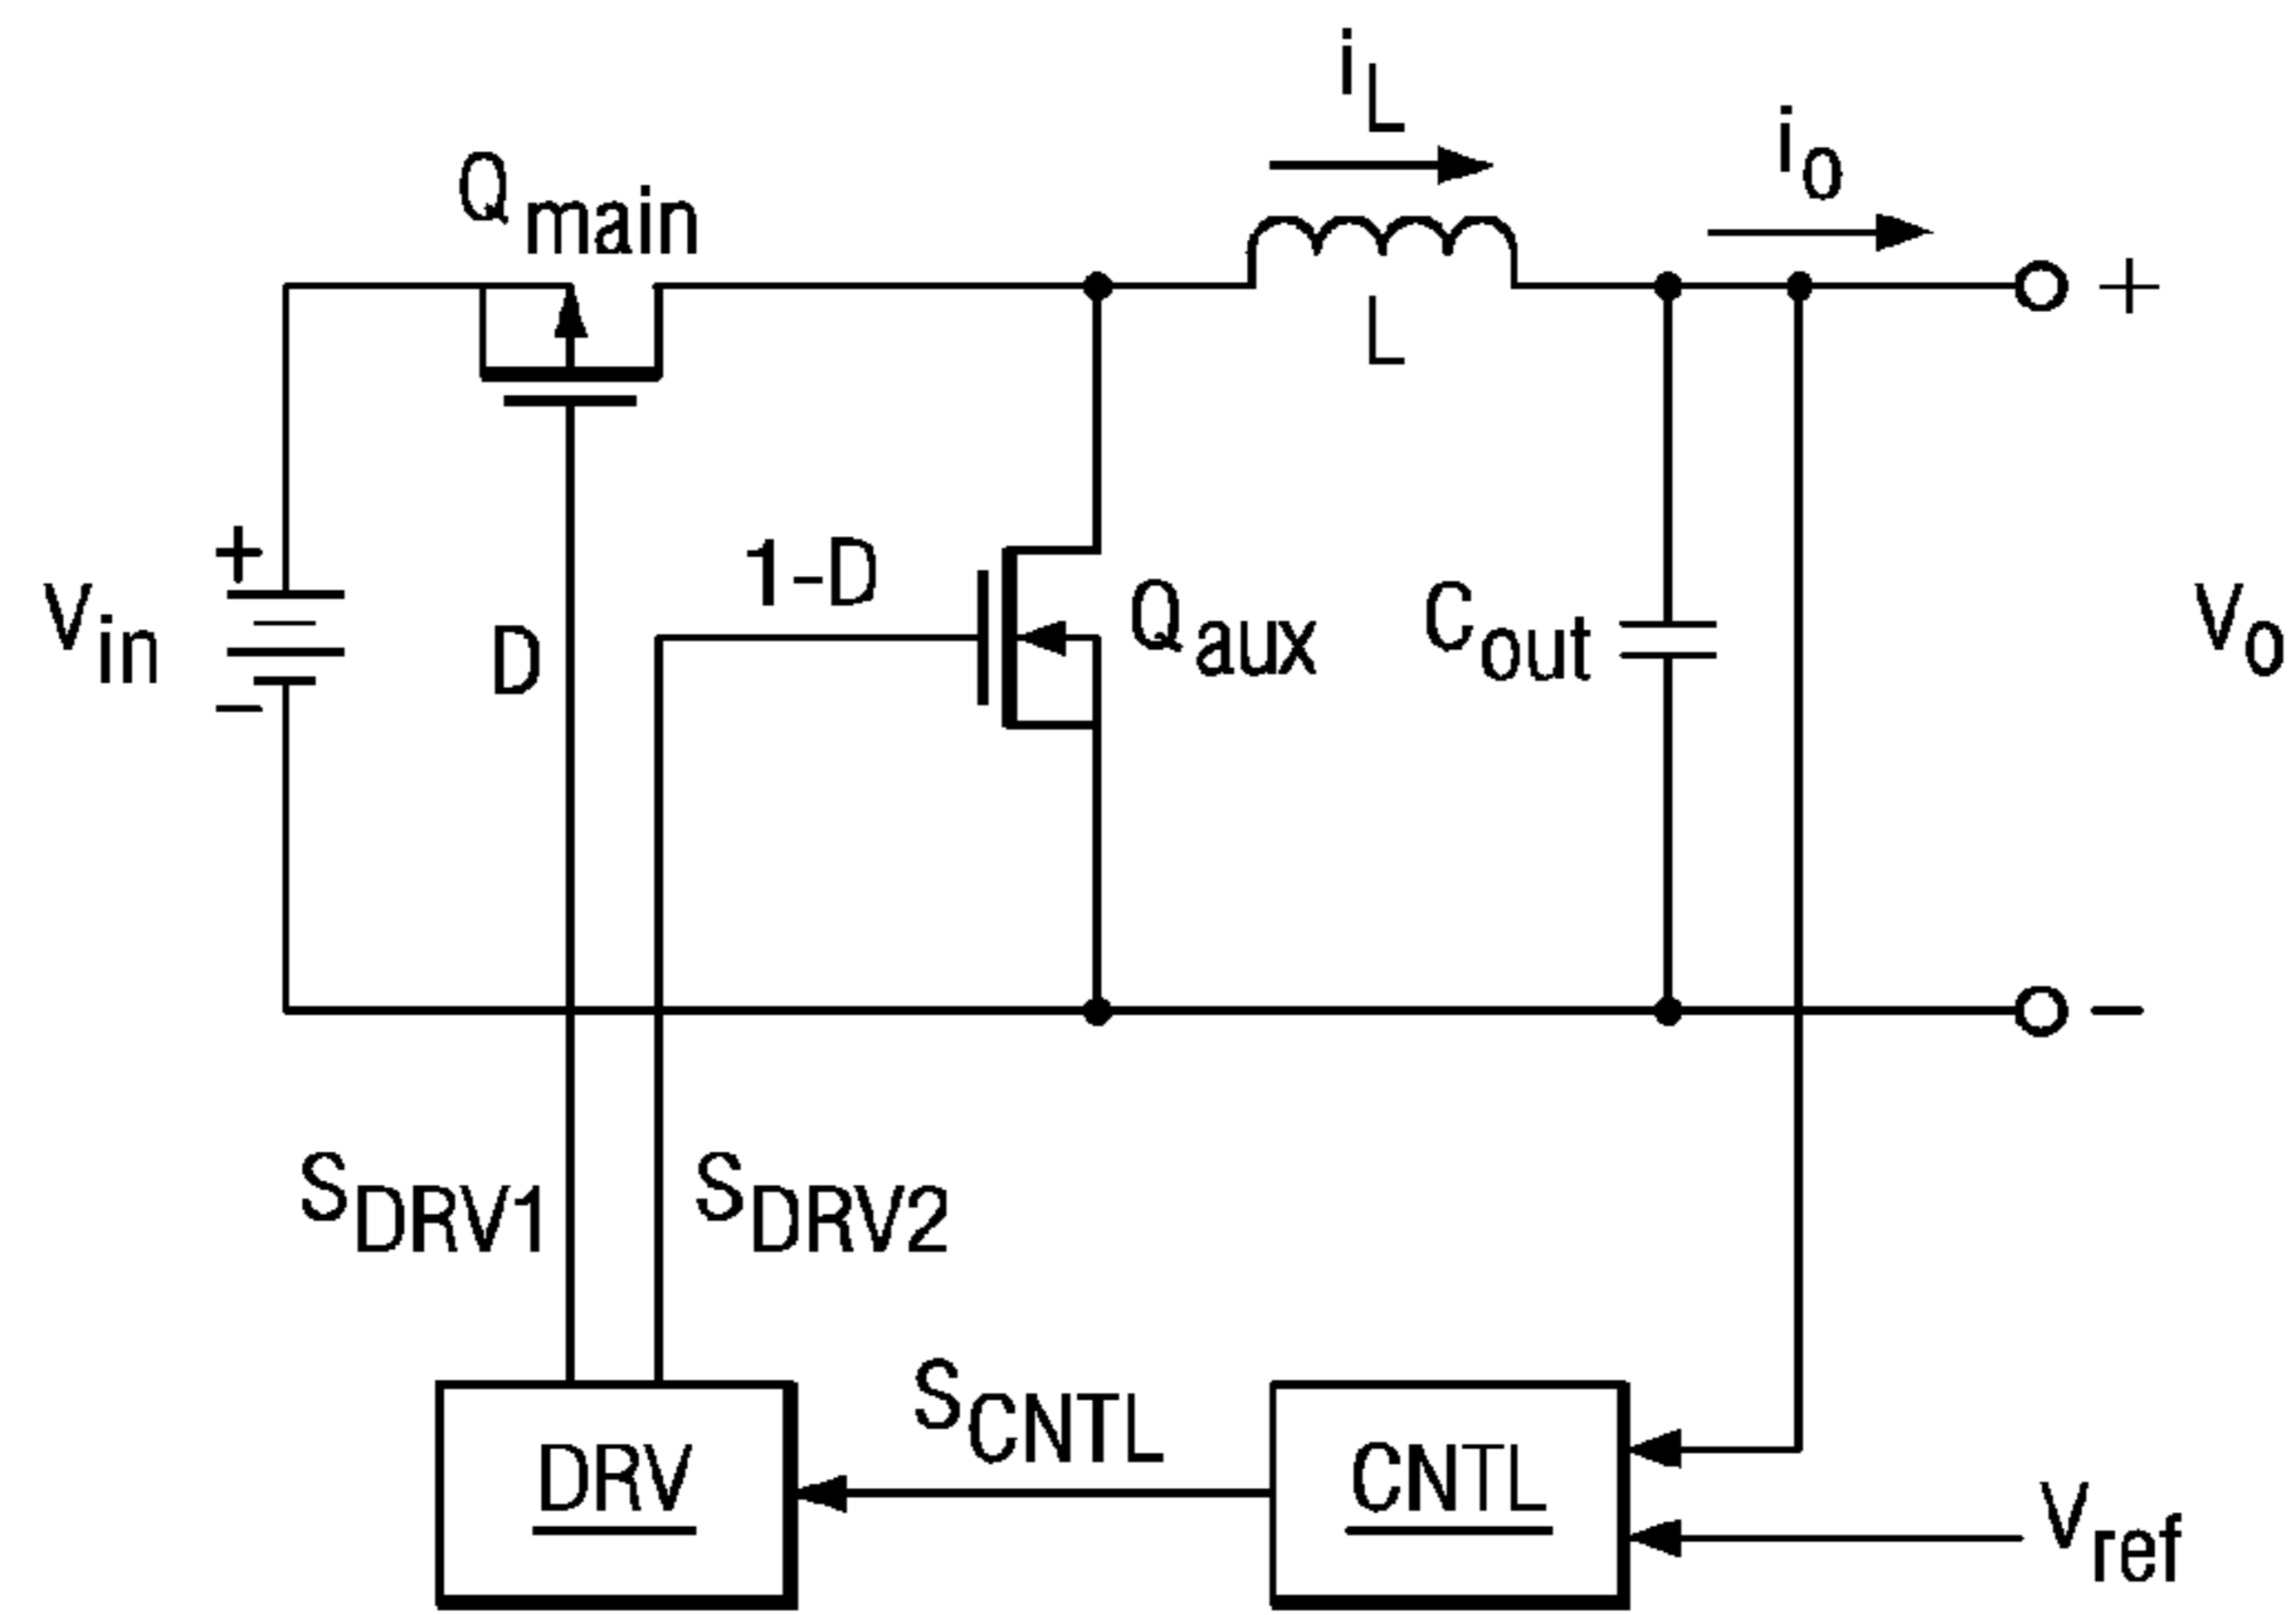 iL
io
Qmain
L
+
+
Vin
D
-
1-D
Qaux
Cout
Vo
-
SDRV1
SDRV2
SCNTL
DRV
CNTL
Vref